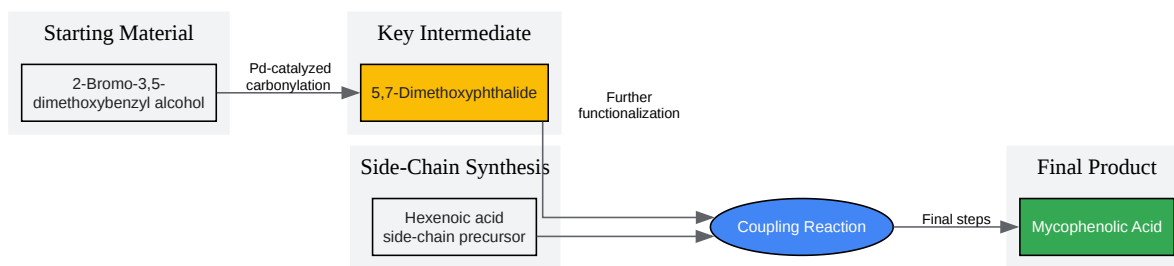 Starting Material
2-Bromo-3,5-
dimethoxybenzyl alcohol
Pd-catalyzed
carbonylation
Key Intermediate
5,7-Dimethoxyphthalide
Further
functionalization
Side-Chain Synthesis
Hexenoic acid
side-chain precursor
Coupling Reaction
Final steps
Final Product
Mycophenolic Acid